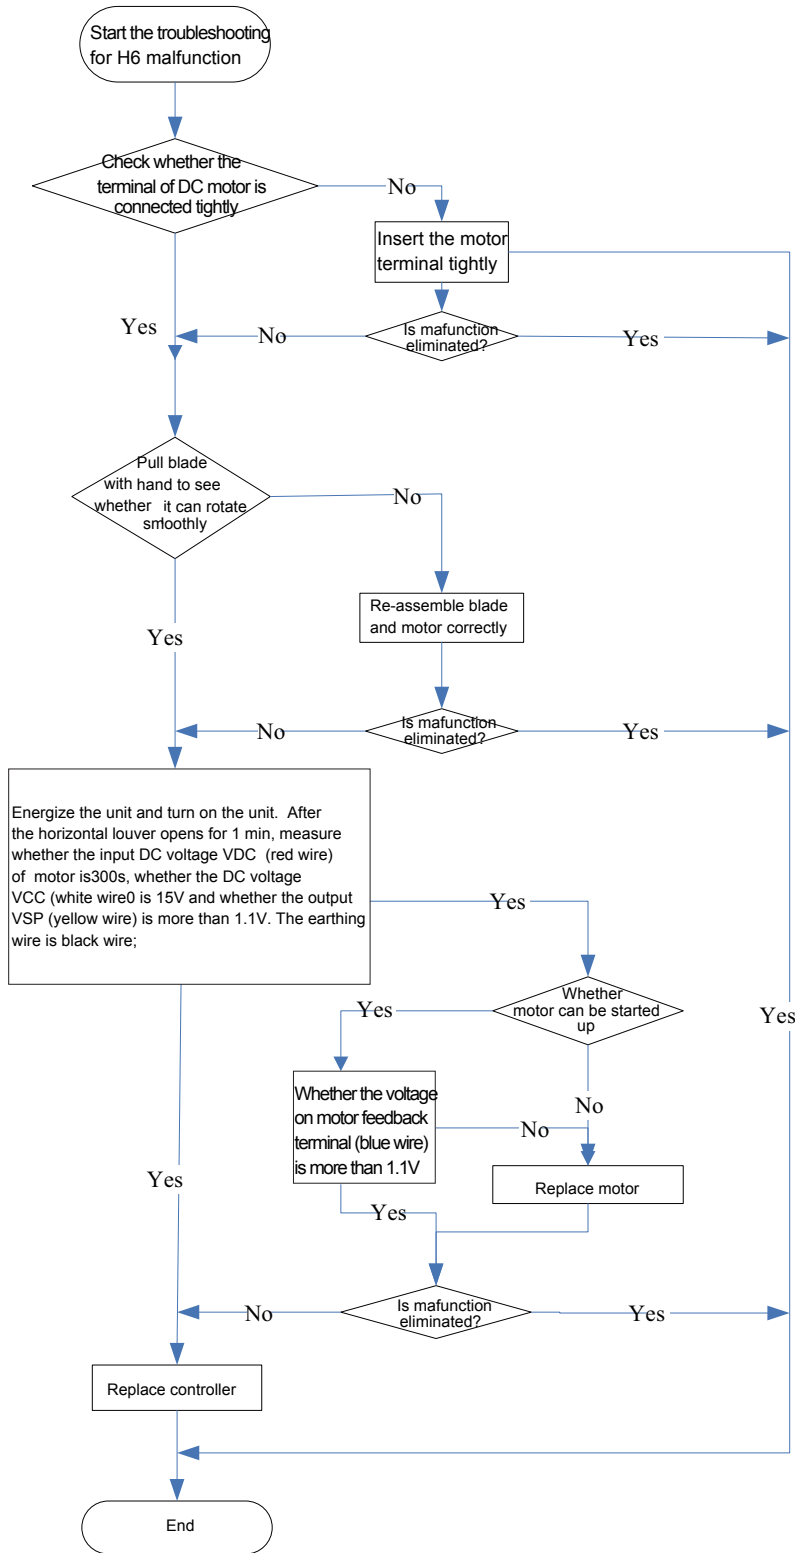 Start the troubleshooting
for H6 malfunction
Check whether the
terminal of DC motor is
connected tightly
No
Insert the motor
terminal tightly
Yes
No
Is mafunction
eliminated?
Yes
Pull blade
with hand to see
whether it can rotate
smoothly
No
Re-assemble blade
and motor correctly
Yes
No
Is mafunction
eliminated?
Yes
Energize the unit and turn on the unit. After
the horizontal louver opens for 1 min, measure
whether the input DC voltage VDC (red wire)
of motor is300s, whether the DC voltage
VCC (white wire0 is 15V and whether the output
VSP (yellow wire) is more than 1.1V. The earthing
wire is black wire;
Yes
Whether
motor can be started
up
Yes
Yes
Whether the voltage
on motor feedback
terminal (blue wire)
is more than 1.1V
No
No
Replace motor
Yes
Yes
No
Is mafunction
eliminated?
Yes
Replace controller
End